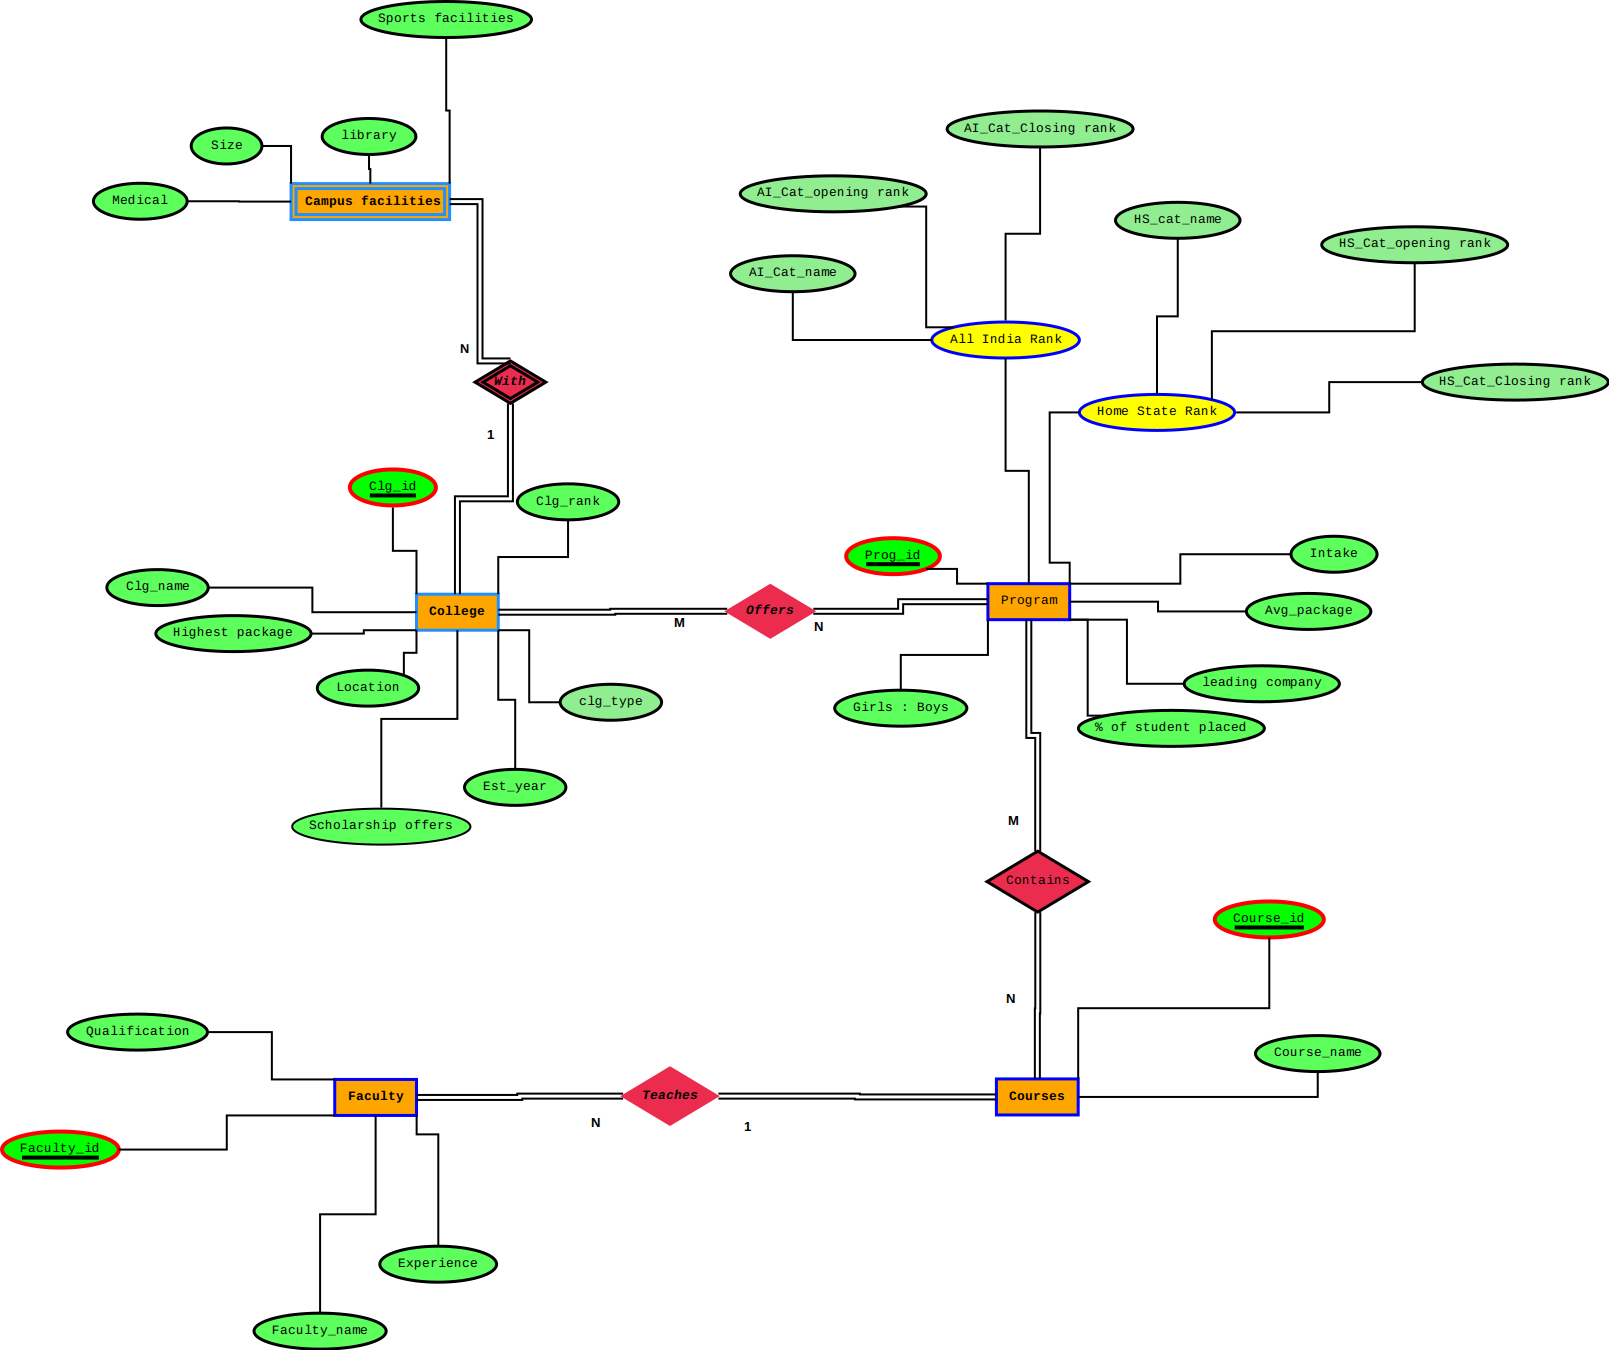 Sports facilities
library
Size
Medical
Campus facilities
AI_Cat_Closing rank
AI_Cat_opening rank
HS_cat_name
HS_Cat_opening rank
AI_Cat_name
All India Rank
N
With
HS_Cat_Closing rank
Home State Rank
1
Clg_id
Clg_rank
Prog_id
Intake
Clg_name
College
Offers
Program
Avg_package
M
N
Highest package
Location
clg_type
Girls : Boys
leading company
% of student placed
Est_year
Scholarship offers
M
Contains
Course_id
N
Qualification
Course_name
Faculty
Teaches
Courses
N
1
Faculty_id
Experience
Faculty_name